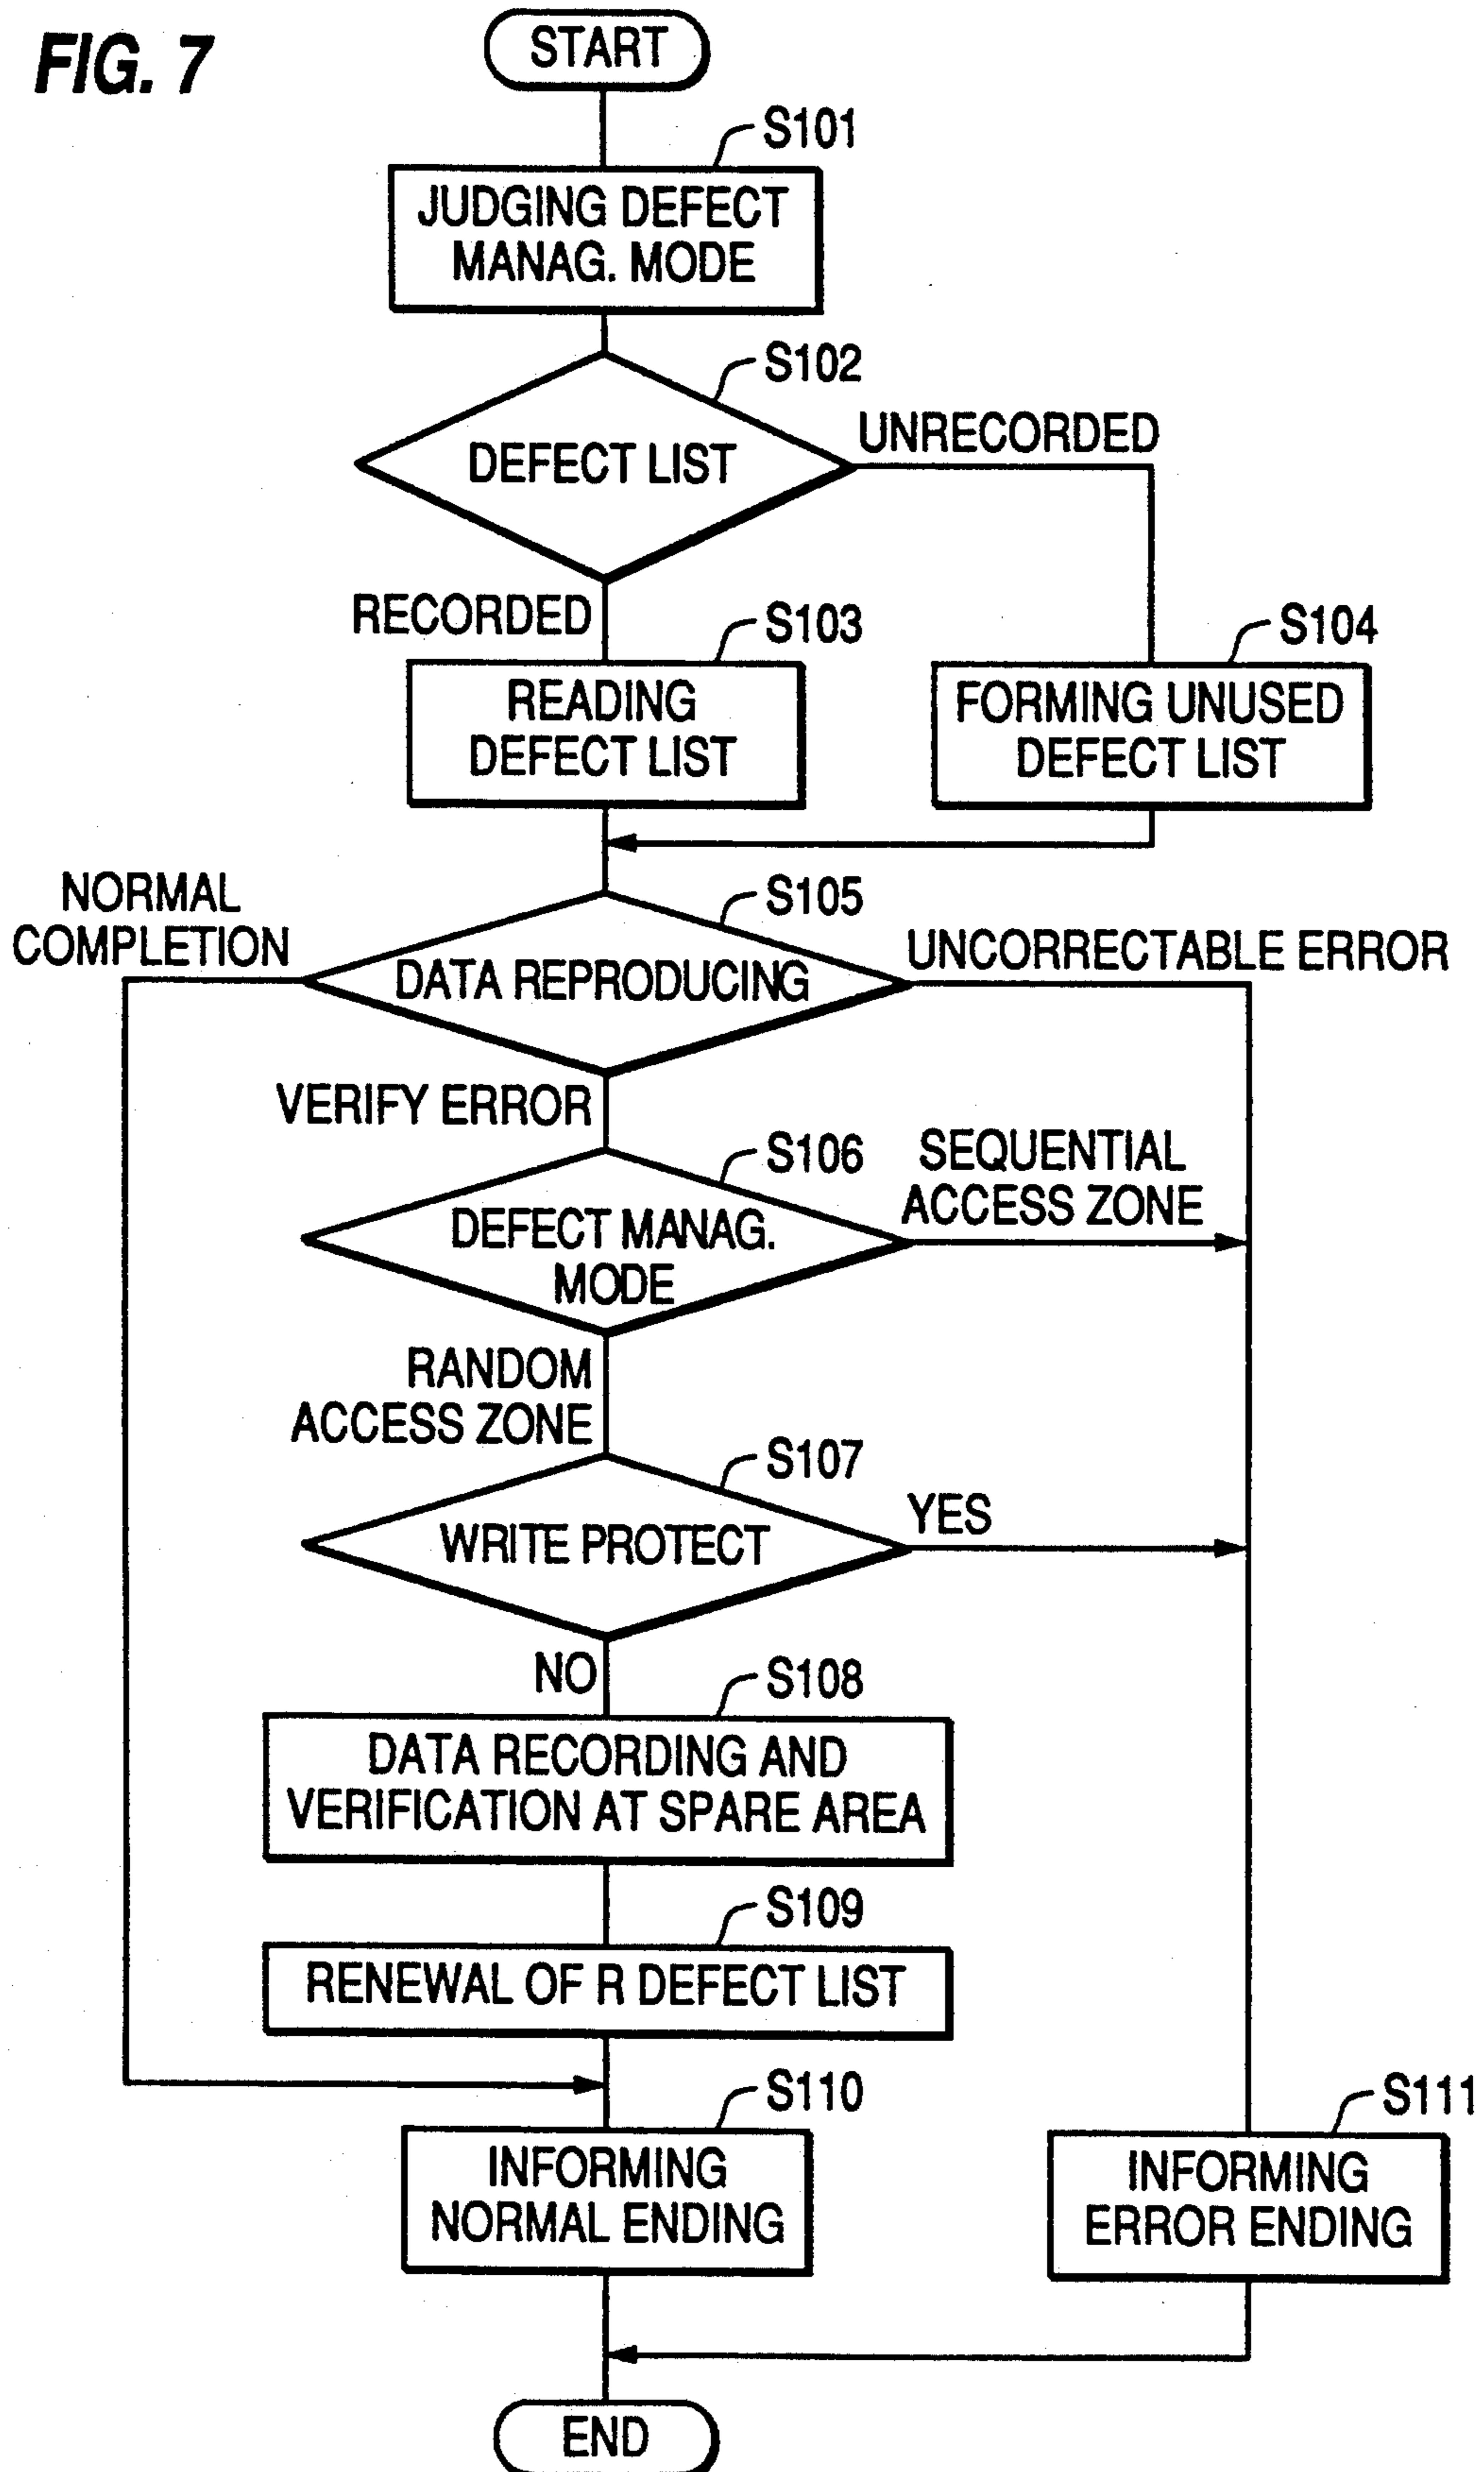 FIG. 7
START
S101
JUDGING DEFECT
MANAG. MODE
S102
DEFECT LIST
UNRECORDED
RECORDED
S103
READING
DEFECT LIST
S104
FORMING UNUSED
DEFECT LIST
NORMAL
COMPLETION
S105
DATA REPRODUCING
UNCORRECTABLE ERROR
VERIFY ERROR
S106
DEFECT MANAG.
MODE
SEQUENTIAL
ACCESS ZONE
RANDOM
ACCESS ZONE
S107
WRITE PROTECT
YES
NO
S108
DATA RECORDING AND
VERIFICATION AT SPARE AREA
S109
RENEWAL OF R DEFECT LIST
S110
INFORMING
NORMAL ENDING
S111
INFORMING
ERROR ENDING
END